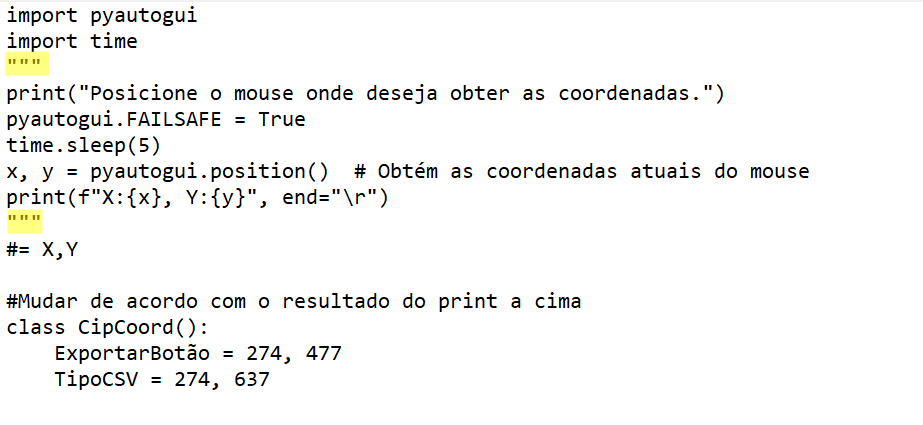 import pyautogui
import time
"""
print("Posicione o mouse onde deseja obter as coordenadas.")
pyautogui.FAILSAFE = True
time.sleep(5)
x, y = pyautogui.position()  # Obtém as coordenadas atuais do mouse
print(f"X:{x}, Y:{y}", end="\r")
"""
#= X,Y

#Mudar de acordo com o resultado do print a cima
class CipCoord():
    ExportarBotão = 274, 477
    TipoCSV = 274, 637